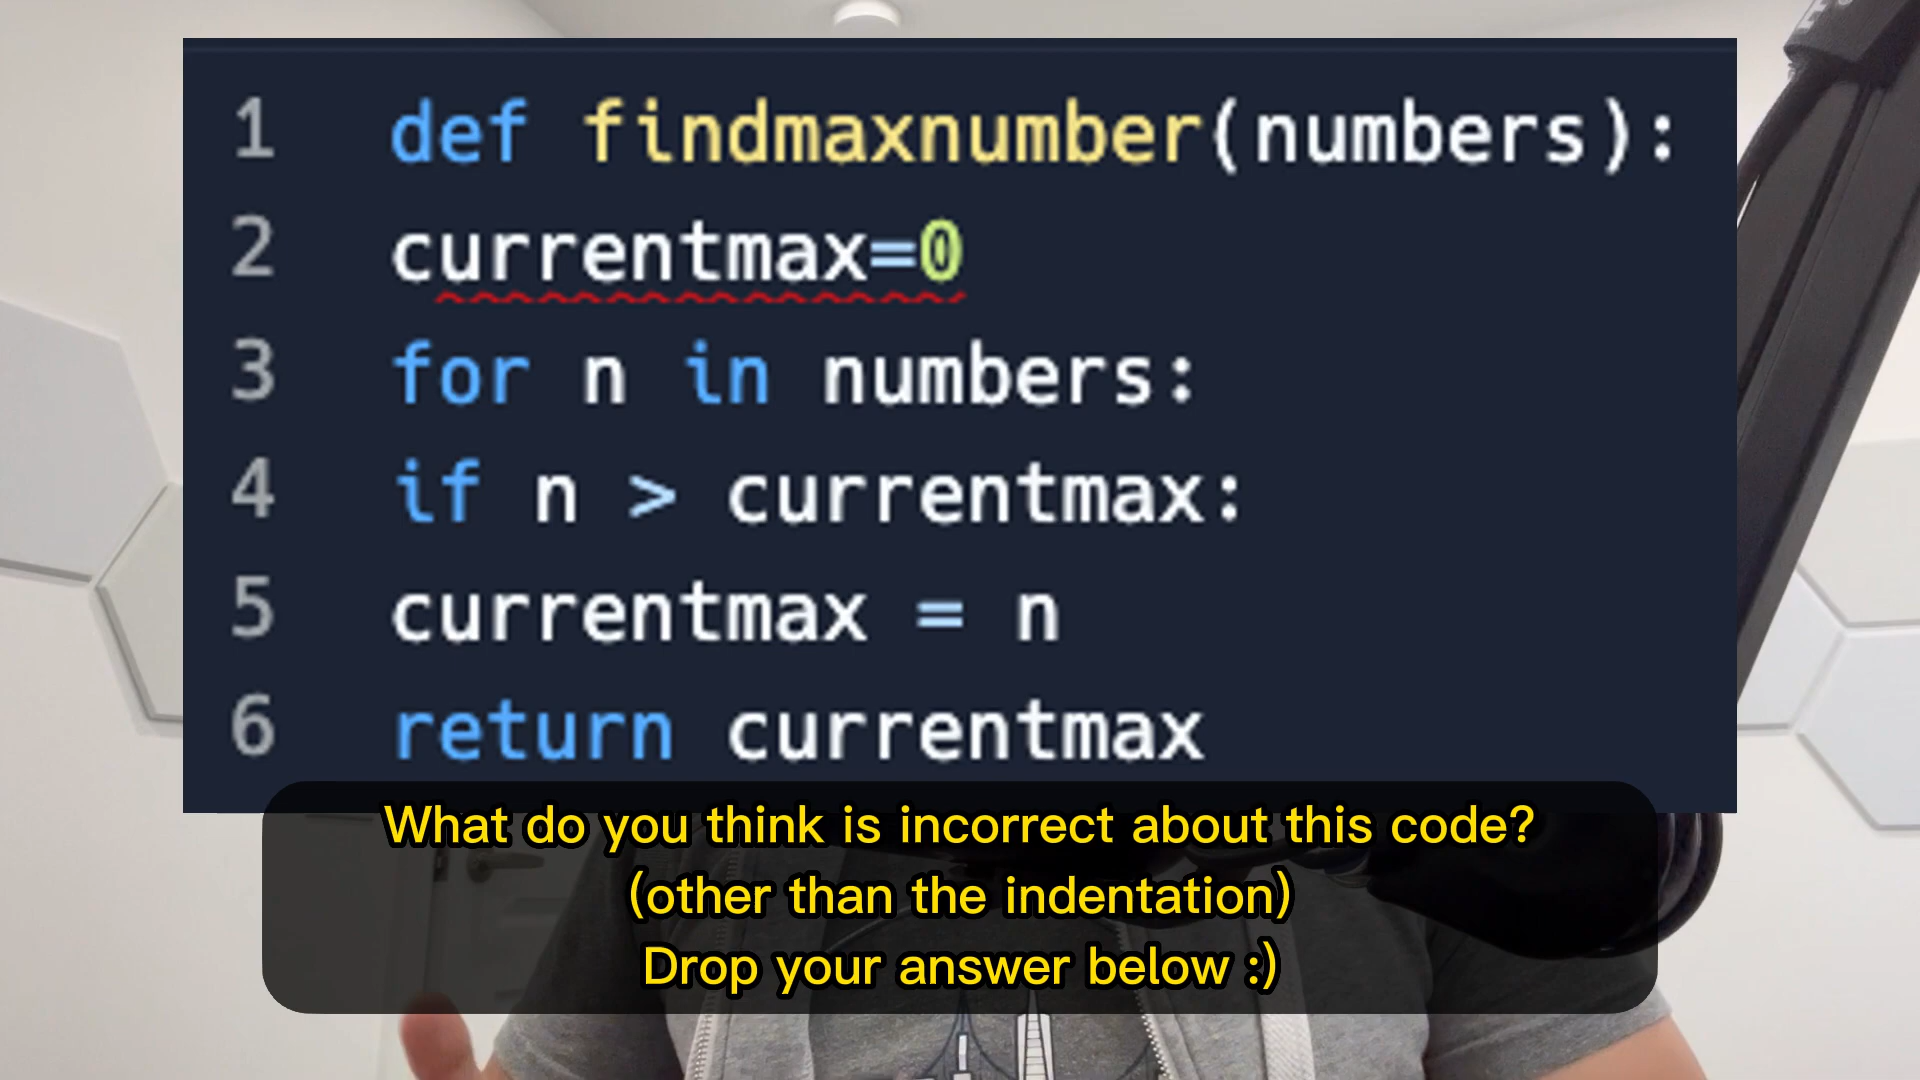 1 def findmaxnumber(numbers):
2 currentmax=0
3 for n in numbers:
4 if n > currentmax:
5 currentmax = n
6 return currentmax
What do you think is incorrect about this code?
(other than the indentation)
Drop your answer below :)